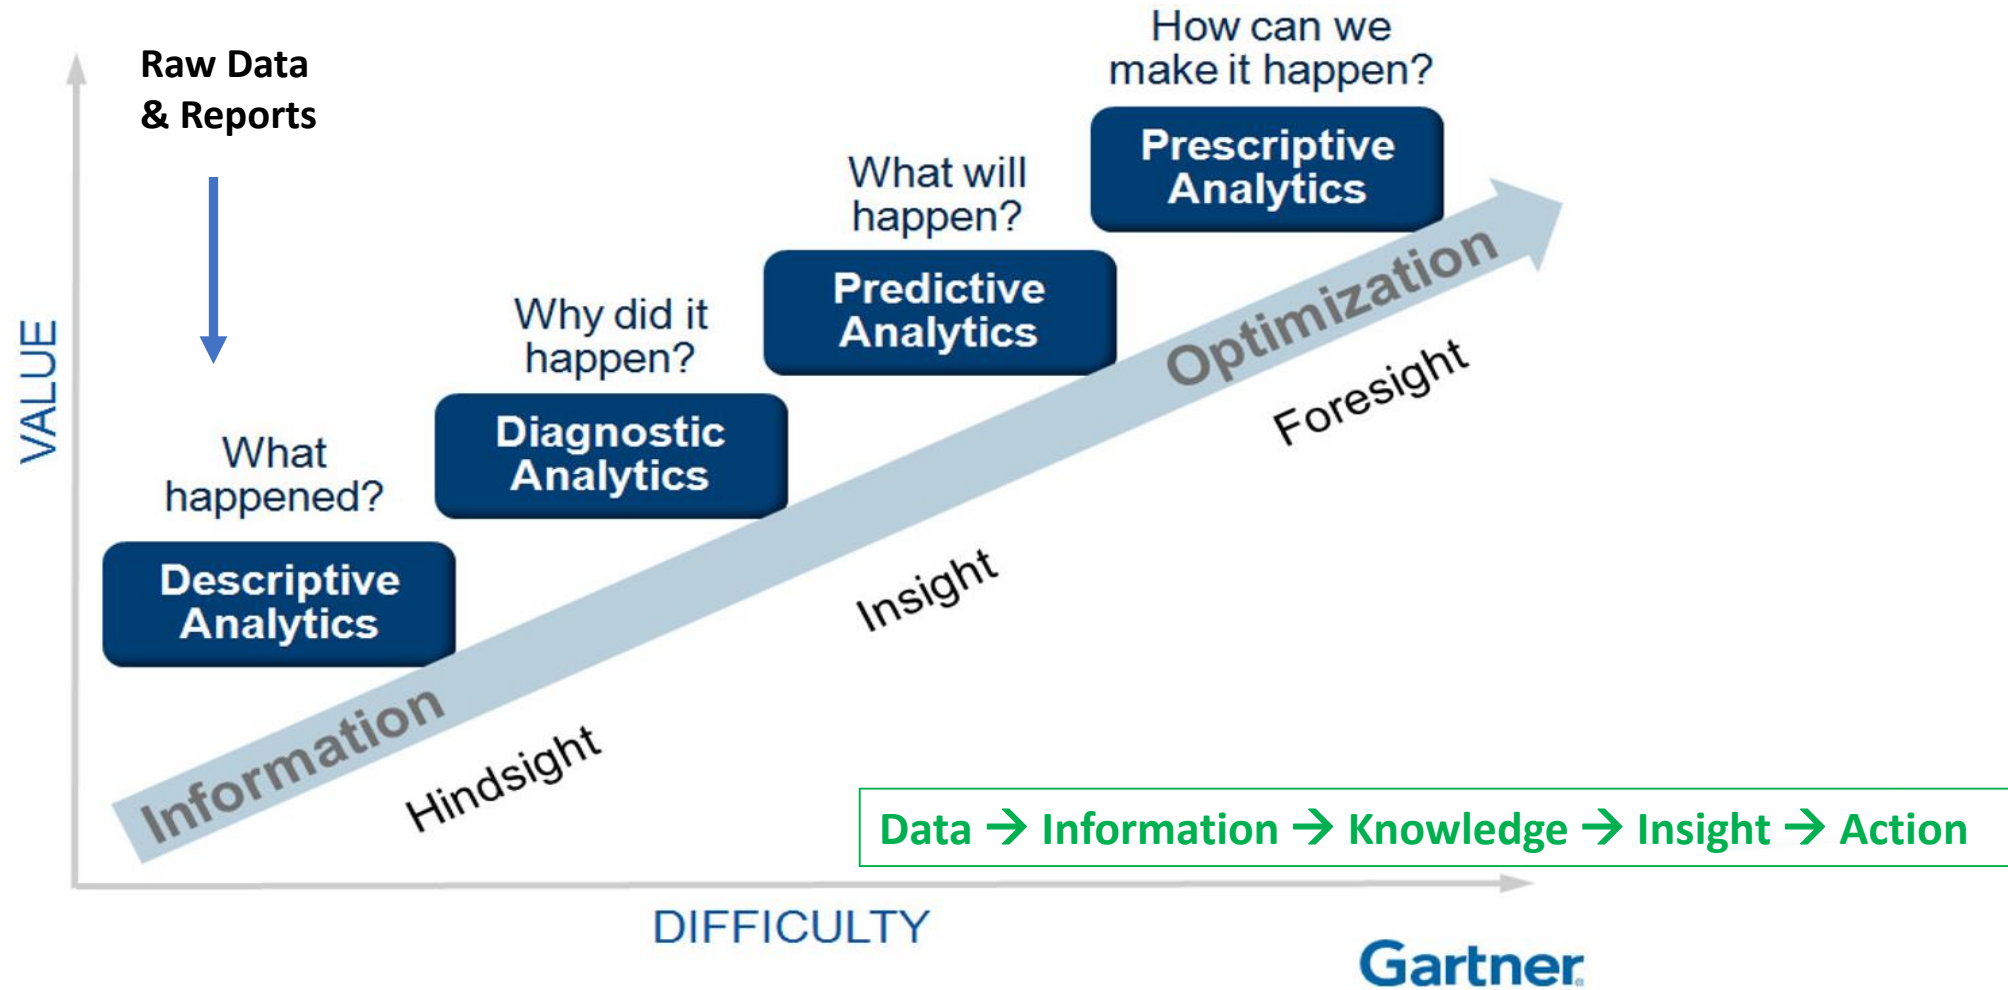 Raw Data
& Reports
How can we
make it happen?
Prescriptive
Analytics
What will
happen?
Predictive
Analytics
Why did it
happen?
Diagnostic
Analytics
What
happened?
Descriptive
Analytics
VALUE
Information
Optimization
Hindsight
Insight
Foresight
Data → Information → Knowledge → Insight → Action
DIFFICULTY
Gartner